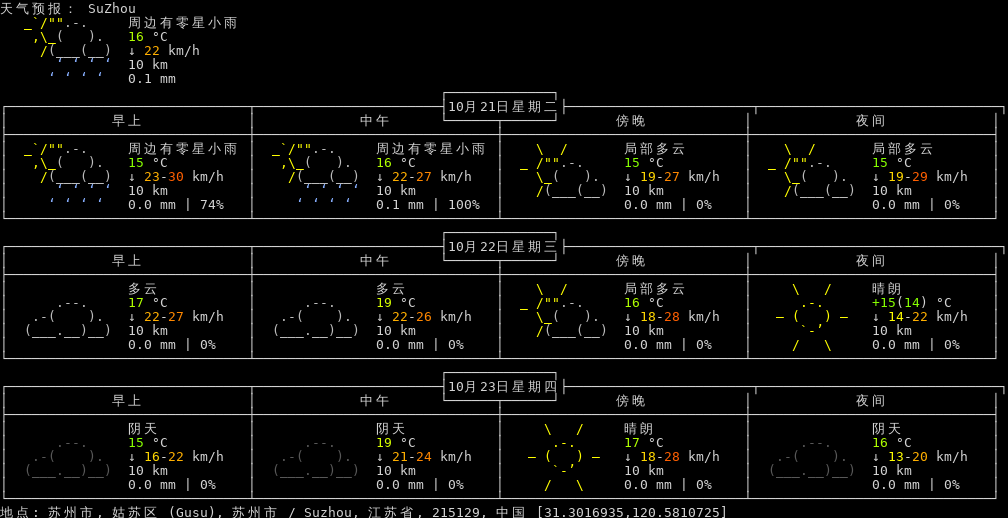 天气预报: SuZhou
周边有零星小雨
16 °C
↓ 22 km/h
10 km
0.1 mm
10月21日星期二
早上 中午 傍晚 夜间
周边有零星小雨 周边有零星小雨 局部多云 局部多云
15 °C 16 °C 15 °C 15 °C
↓ 23-30 km/h ↓ 22-27 km/h ↓ 19-27 km/h ↓ 19-29 km/h
10 km 10 km 10 km 10 km
0.0 mm | 74% 0.1 mm | 100% 0.0 mm | 0% 0.0 mm | 0%
10月22日星期三
早上 中午 傍晚 夜间
多云 多云 局部多云 晴朗
17 °C 19 °C 16 °C +15(14) °C
↓ 22-27 km/h ↓ 22-26 km/h ↓ 18-28 km/h ↓ 14-22 km/h
10 km 10 km 10 km 10 km
0.0 mm | 0% 0.0 mm | 0% 0.0 mm | 0% 0.0 mm | 0%
10月23日星期四
早上 中午 傍晚 夜间
阴天 阴天 晴朗 阴天
15 °C 19 °C 17 °C 16 °C
↓ 16-22 km/h ↓ 21-24 km/h ↓ 18-28 km/h ↓ 13-20 km/h
10 km 10 km 10 km 10 km
0.0 mm | 0% 0.0 mm | 0% 0.0 mm | 0% 0.0 mm | 0%
地点: 苏州市, 姑苏区 (Gusu), 苏州市 / Suzhou, 江苏省, 215129, 中国 [31.3016935,120.5810725]